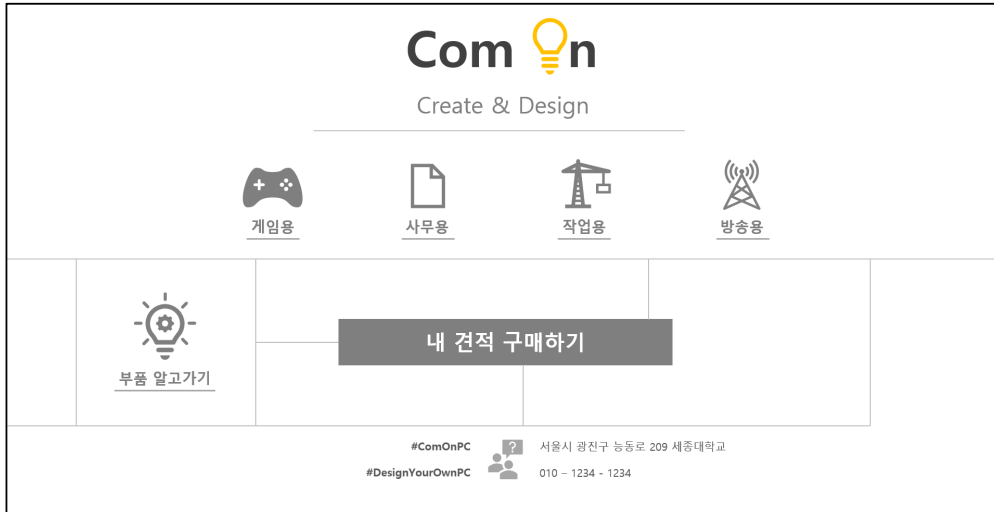 Com On
Create & Design
게임용
사무용
작업용
방송용
부품 알고가기
내 견적 구매하기
#ComOnPC
#DesignYourOwnPC
?
서울시 광진구 능동로 209 세종대학교
010 – 1234 - 1234